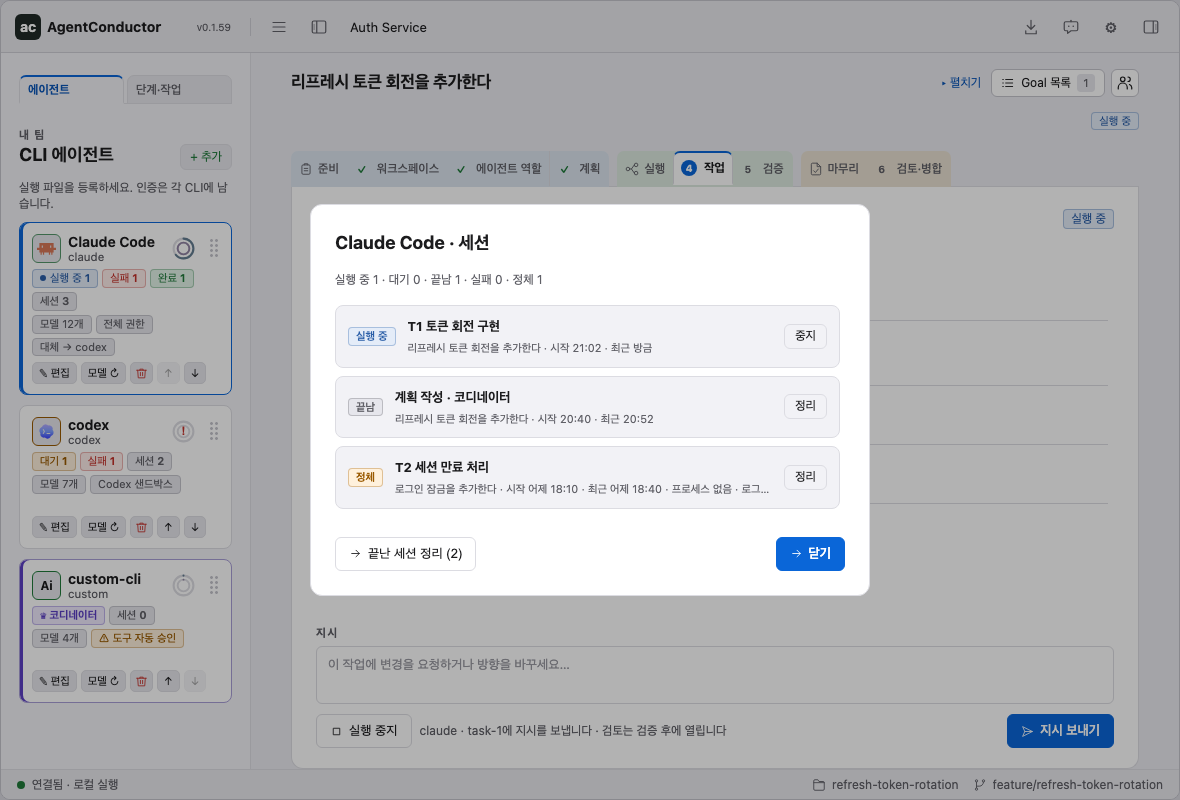 ac AgentConductor v0.1.59 Auth Service
에이전트 단계·작업
내 팀
CLI 에이전트 + 추가
실행 파일을 등록하세요. 인증은 각 CLI에 남
습니다.
Claude Code
claude
실행 중 1 실패 1 완료 1
세션 3
모델 12개 전체 권한
대체 → codex
편집 모델
codex
codex
대기 1 실패 1 세션 2
모델 7개 Codex 샌드박스
편집 모델
Ai custom-cli
custom
코디네이터 세션 0
모델 4개 도구 자동 승인
편집 모델
리프레시 토큰 회전을 추가한다
펼치기 Goal 목록 1
실행 중
준비 워크스페이스 에이전트 역할 계획 실행 4 작업 5 검증 마무리 6 검토·병합
실행 중
Claude Code · 세션
실행 중 1 · 대기 0 · 끝남 1 · 실패 0 · 정체 1
실행 중 T1 토큰 회전 구현
리프레시 토큰 회전을 추가한다 · 시작 21:02 · 최근 방금
중지
끝남 계획 작성 · 코디네이터
리프레시 토큰 회전을 추가한다 · 시작 20:40 · 최근 20:52
정리
정체 T2 세션 만료 처리
로그인 잠금을 추가한다 · 시작 어제 18:10 · 최근 어제 18:40 · 프로세스 없음 · 로그...
정리
→ 끝난 세션 정리 (2)
→ 닫기
지시
이 작업에 변경을 요청하거나 방향을 바꾸세요...
실행 중지 claude · task-1에 지시를 보냅니다 · 검토는 검증 후에 열립니다
지시 보내기
연결됨 · 로컬 실행
refresh-token-rotation feature/refresh-token-rotation